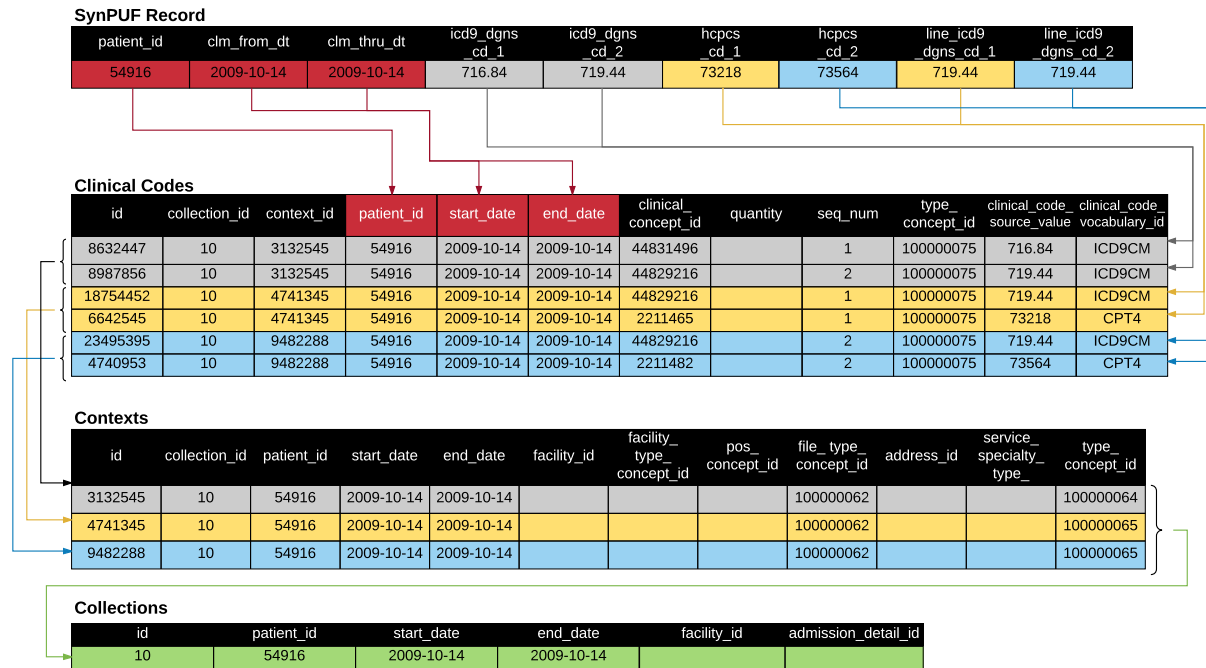 SynPUF Record
patient_id clm_from_dt clm_thru_dt icd9_dgns _cd_1 icd9_dgns _cd_2 hcpcs _cd_1 hcpcs _cd_2 line_icd9 _dgns_cd_1 line_icd9 _dgns_cd_2
54916 2009-10-14 2009-10-14 716.84 719.44 73218 73564 719.44 719.44
Clinical Codes
id collection_id context_id patient_id start_date end_date clinical_ concept_id quantity seq_num type_ concept_id clinical_code_ source_value clinical_code_ vocabulary_id
8632447 10 3132545 54916 2009-10-14 2009-10-14 44831496 1 100000075 716.84 ICD9CM
8987856 10 3132545 54916 2009-10-14 2009-10-14 44829216 2 100000075 719.44 ICD9CM
18754452 10 4741345 54916 2009-10-14 2009-10-14 44829216 1 100000075 719.44 ICD9CM
6642545 10 4741345 54916 2009-10-14 2009-10-14 2211465 1 100000075 73218 CPT4
23495395 10 9482288 54916 2009-10-14 2009-10-14 44829216 2 100000075 719.44 ICD9CM
4740953 10 9482288 54916 2009-10-14 2009-10-14 2211482 2 100000075 73564 CPT4
Contexts
id collection_id patient_id start_date end_date facility_id facility_ type_ concept_id pos_ concept_id file_ type_ concept_id address_id service_ specialty_ type_ type_ concept_id
3132545 10 54916 2009-10-14 2009-10-14 100000062 100000064
4741345 10 54916 2009-10-14 2009-10-14 100000062 100000065
9482288 10 54916 2009-10-14 2009-10-14 100000062 100000065
Collections
id patient_id start_date end_date facility_id admission_detail_id
10 54916 2009-10-14 2009-10-14